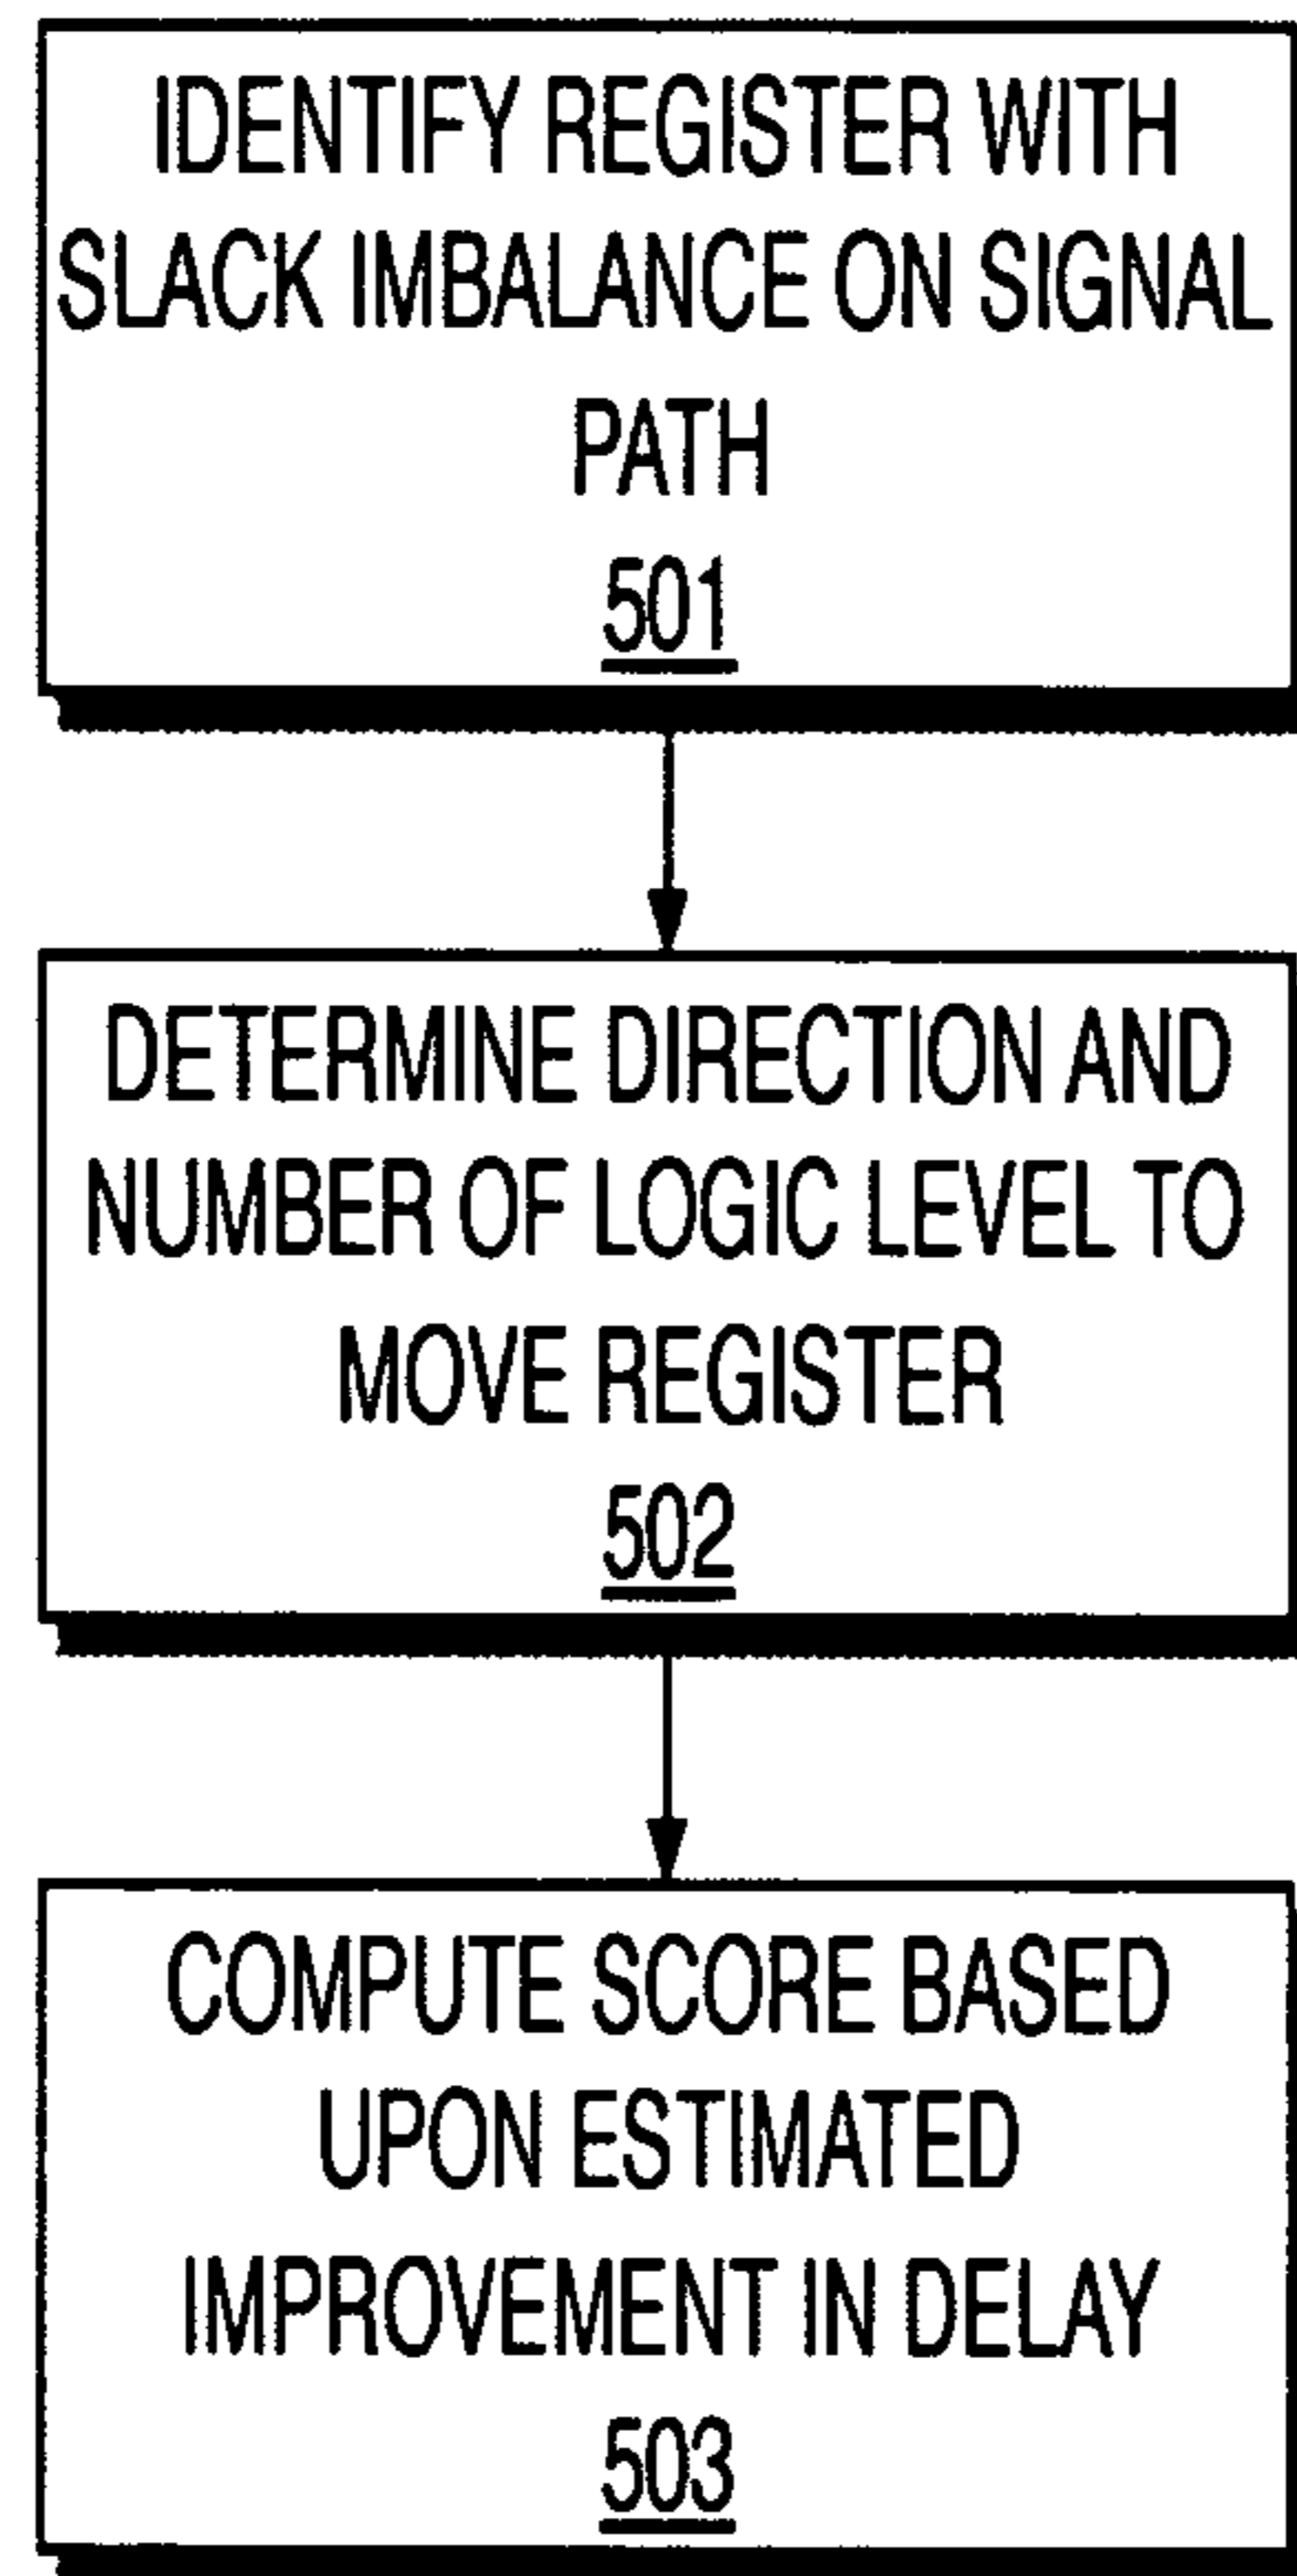 IDENTIFY REGISTER WITH
SLACK IMBALANCE ON SIGNAL
PATH
501
DETERMINE DIRECTION AND
NUMBER OF LOGIC LEVEL TO
MOVE REGISTER
502
COMPUTE SCORE BASED
UPON ESTIMATED
IMPROVEMENT IN DELAY
503